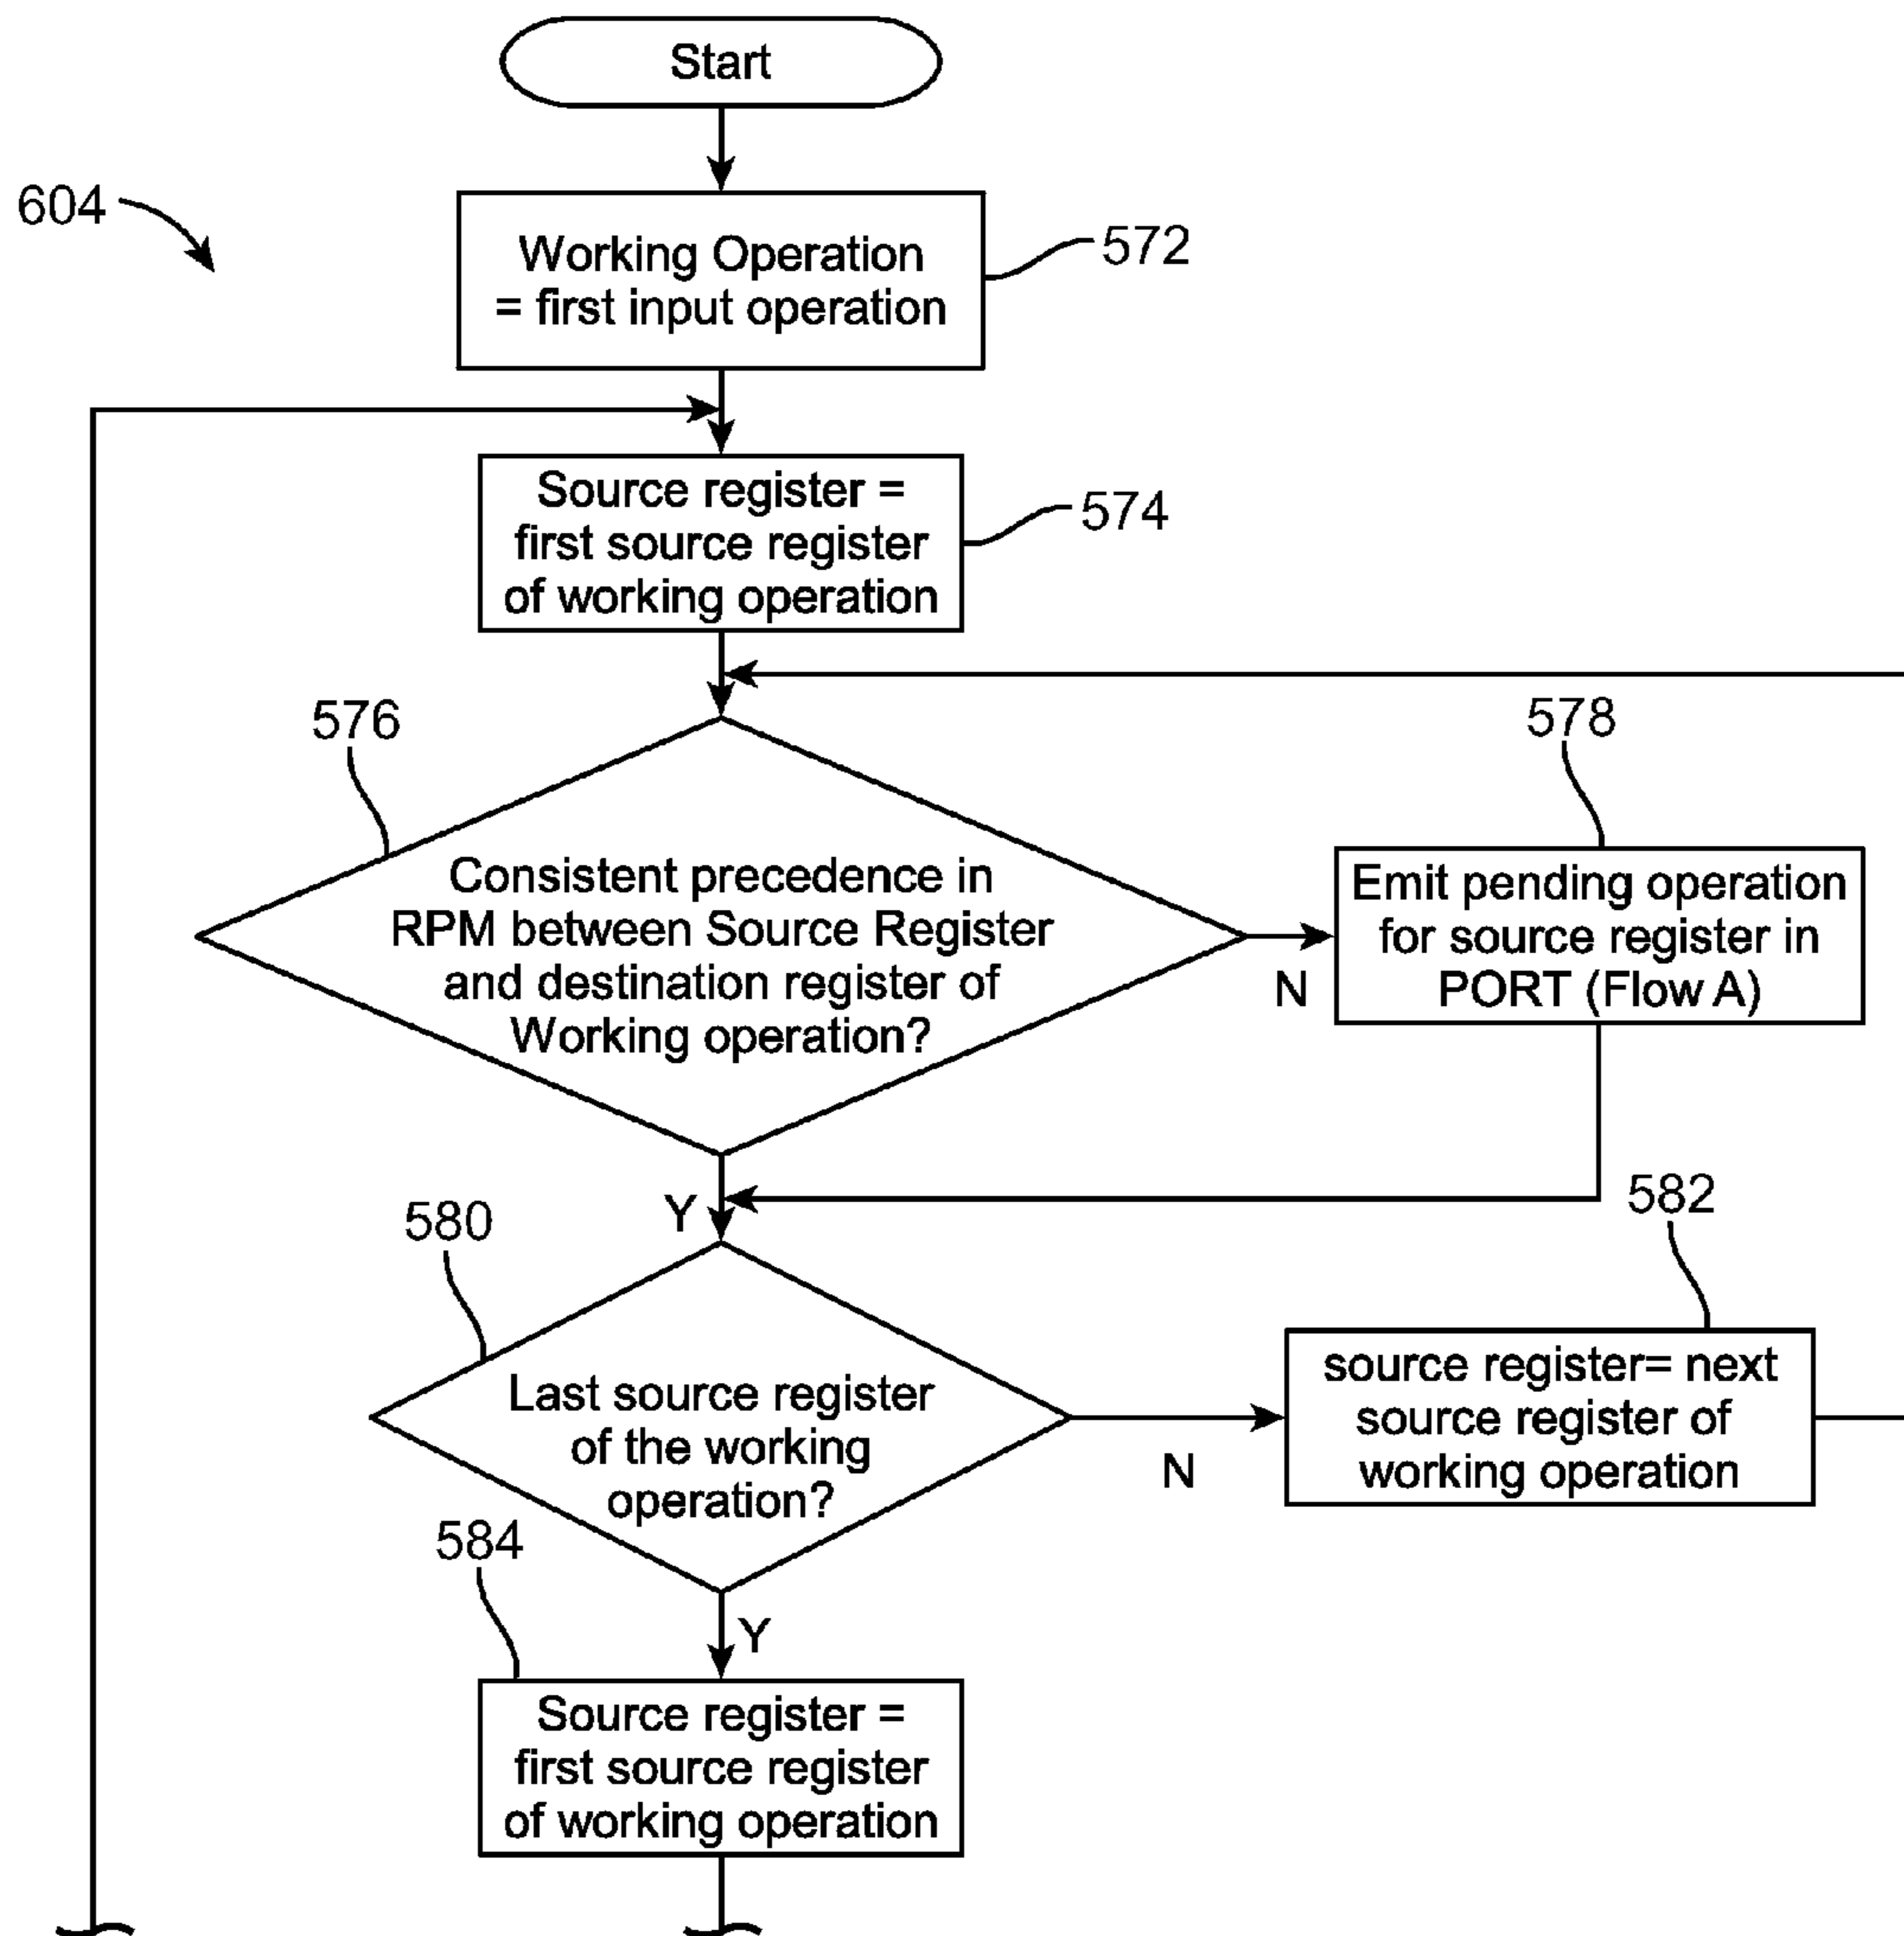 Start
604
Working Operation
= first input operation
572
Source register =
first source register
of working operation
574
576
578
Consistent precedence in
RPM between Source Register
and destination register of
Working operation?
N
Emit pending operation
for source register in
PORT (Flow A)
Y
580
582
Last source register
of the working
operation?
N
source register= next
source register of
working operation
584
Y
Source register =
first source register
of working operation